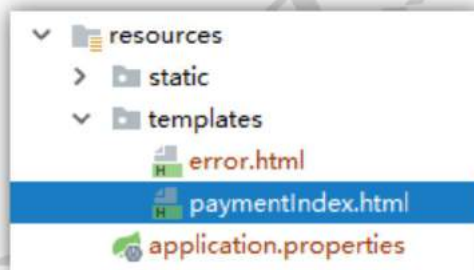 resources
static
templates
error.html
paymentIndex.html
application.properties